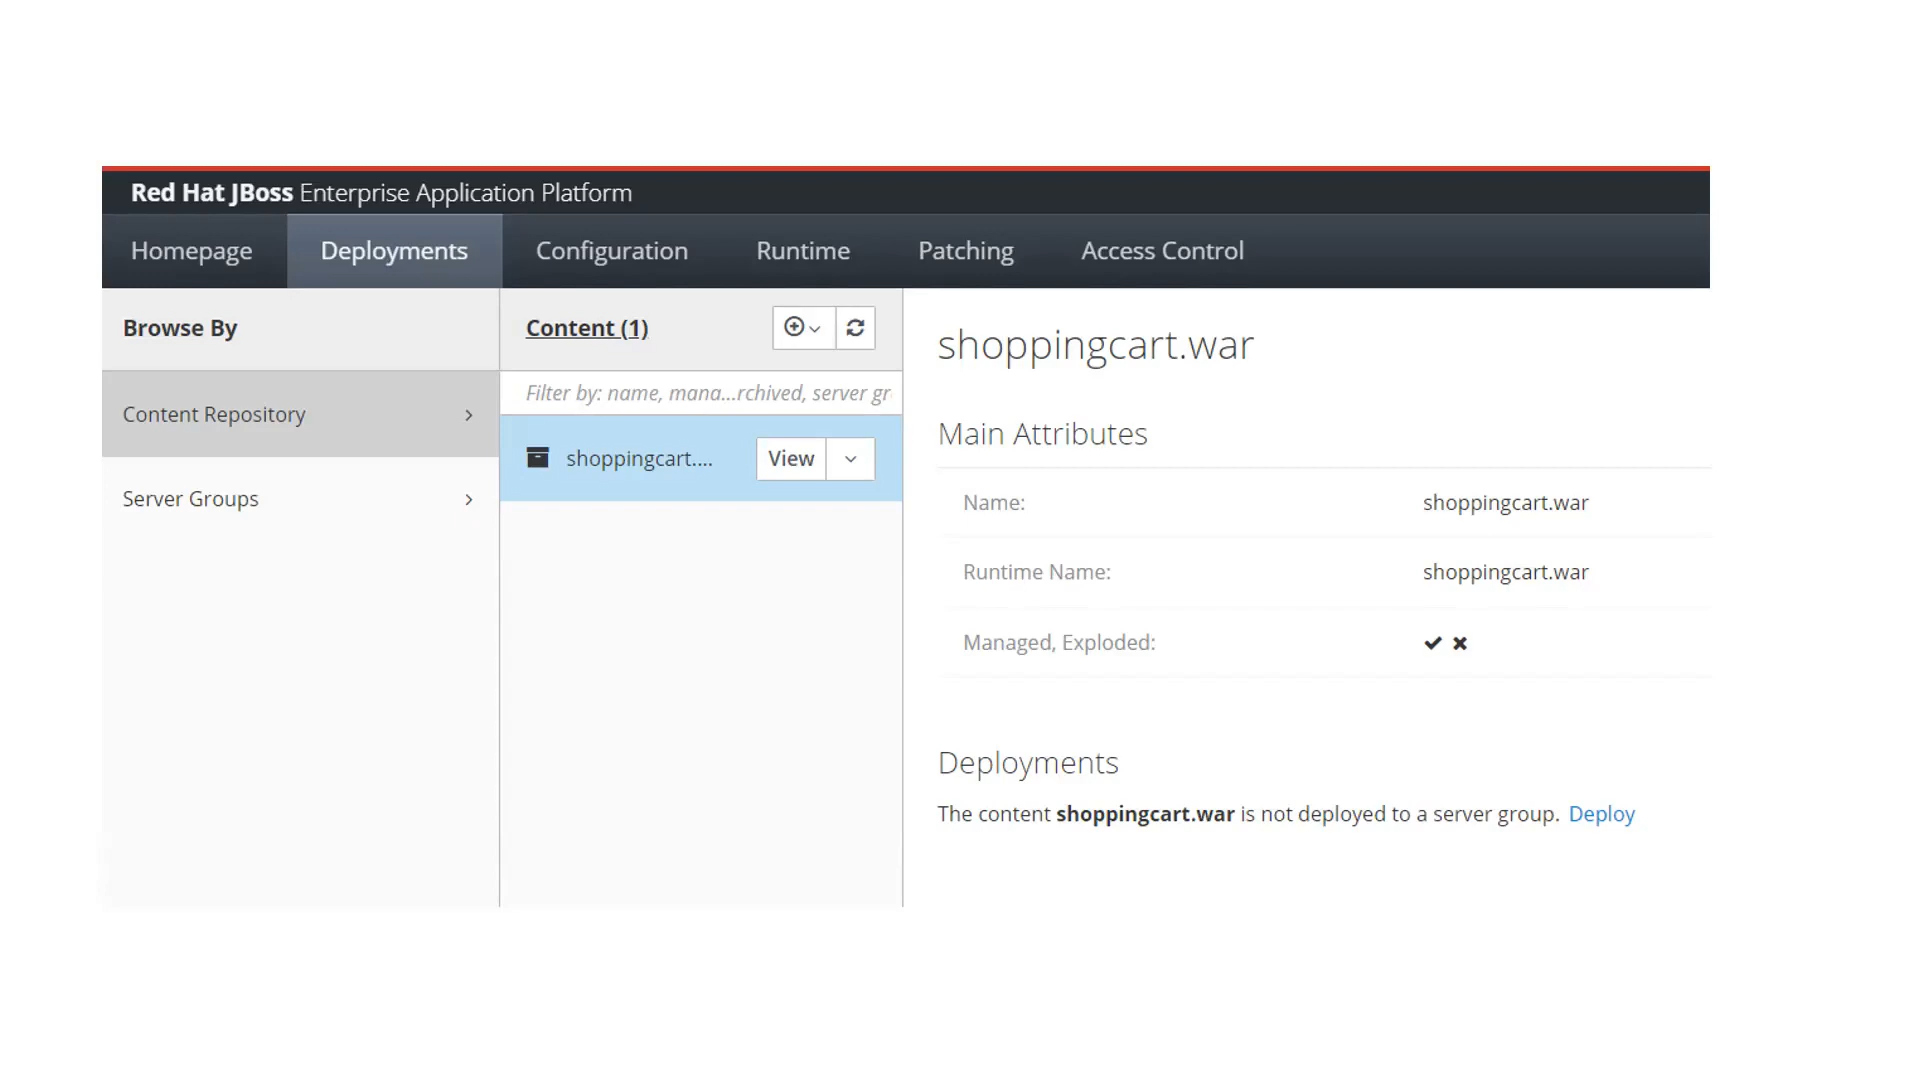 Red Hat JBoss Enterprise Application Platform
Homepage Deployments Configuration Runtime Patching Access Control
Browse By
Content Repository
Server Groups
Content (1)
Filter by: name, mana...rchived, server gr
shoppingcart.... View
shoppingcart.war
Main Attributes
Name: shoppingcart.war
Runtime Name: shoppingcart.war
Managed, Exploded:
Deployments
The content shoppingcart.war is not deployed to a server group. Deploy